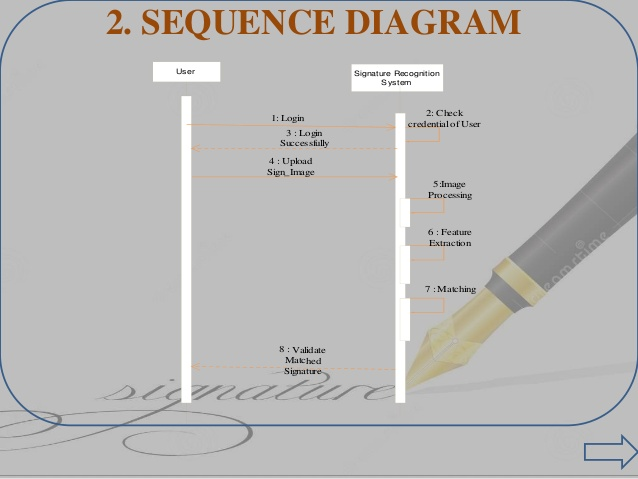 2. SEQUENCE DIAGRAM
User
Signature Recognition
System
1: Login
2: Check
credential of User
3 : Login
Successfully
4 : Upload
Sign_Image
5:Image
Processing
6 : Feature
Extraction
7 : Matching
8 : Validate
Matched
Signature
signature